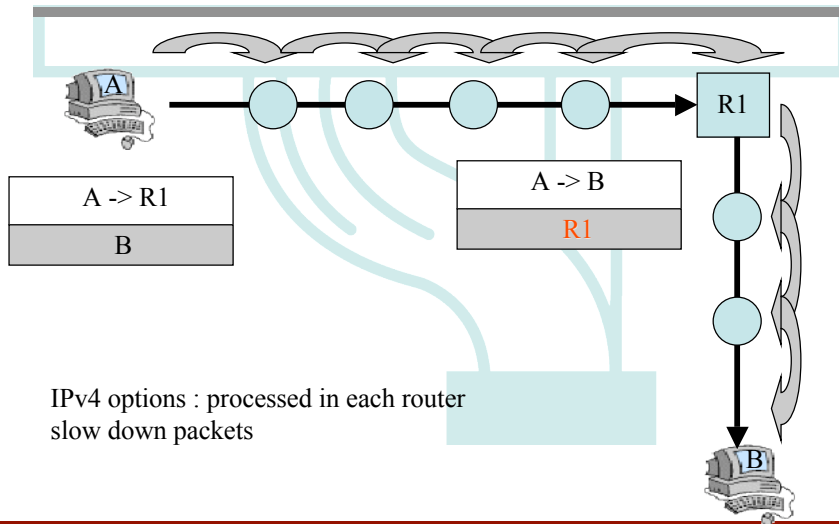 A
R1
A -> R1
B
A -> B
R1
IPv4 options : processed in each router
slow down packets
B